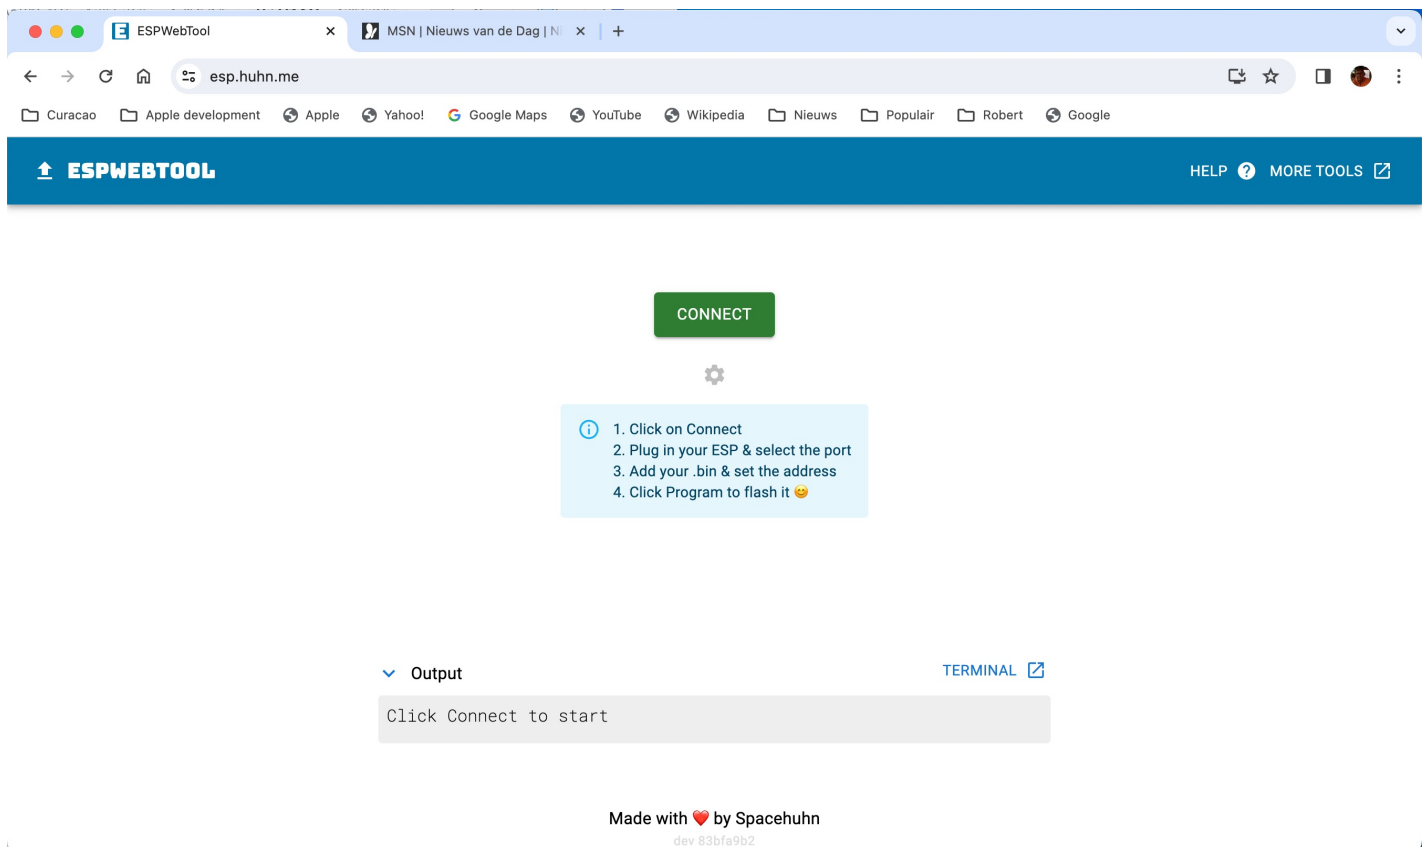 ESPWebTool
MSN | Nieuws van de Dag | Ni
esp.huhn.me
Curacao Apple development Apple Yahoo! Google Maps YouTube Wikipedia Nieuws Populair Robert Google
ESPWEBTOOL
HELP MORE TOOLS
CONNECT
1. Click on Connect
2. Plug in your ESP & select the port
3. Add your .bin & set the address
4. Click Program to flash it 😊
Output
TERMINAL
Click Connect to start
Made with ❤️ by Spacehuhn
dev 83bfa9b2